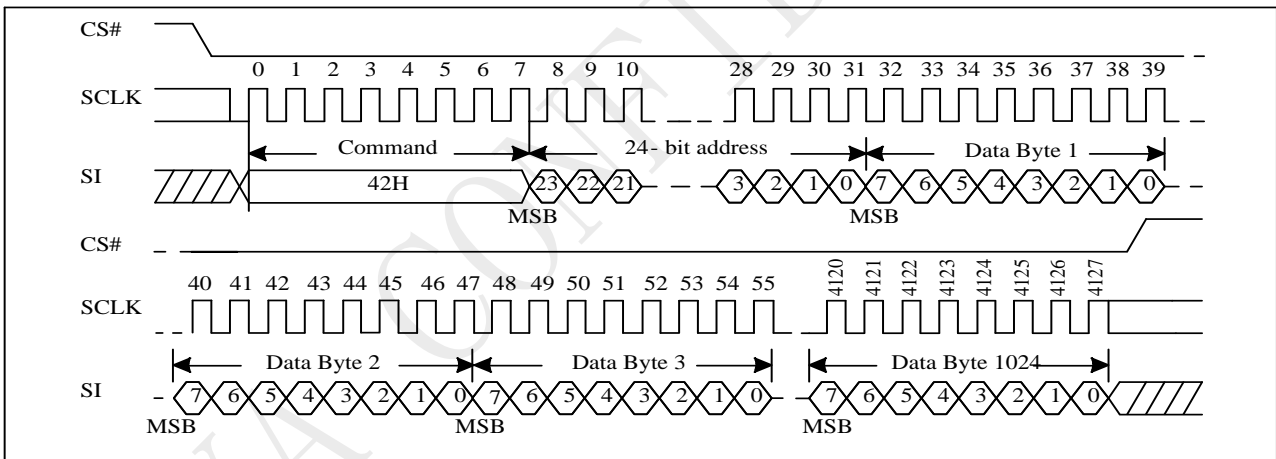 CS#
0 1 2 3 4 5 6 7 8 9 10 28 29 30 31 32 33 34 35 36 37 38 39
SCLK
Command 24- bit address Data Byte 1
SI 42H 23 22 21 3 2 1 0 7 6 5 4 3 2 1 0
MSB MSB
CS#
40 41 42 43 44 45 46 47 48 49 50 51 52 53 54 55 4120 4121 4122 4123 4124 4125 4126 4127
SCLK
Data Byte 2 Data Byte 3 Data Byte 1024
SI 7 6 5 4 3 2 1 0 7 6 5 4 3 2 1 0 7 6 5 4 3 2 1 0
MSB MSB MSB